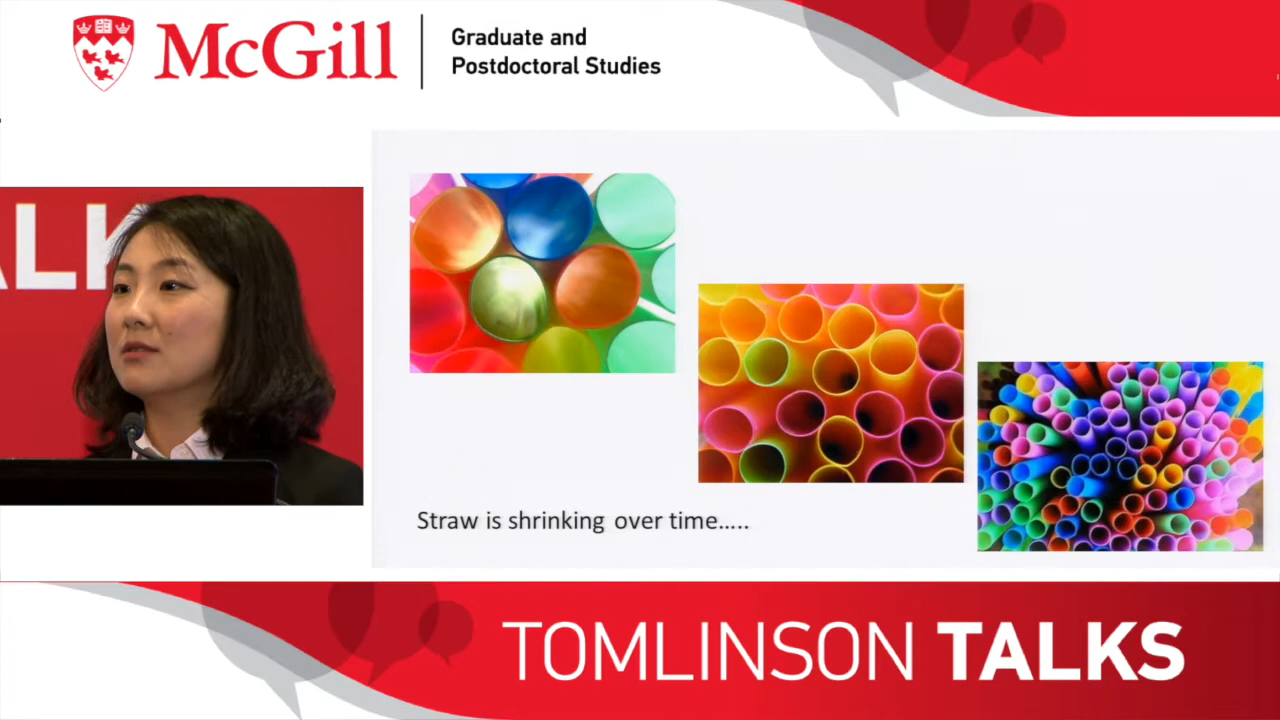 McGill
Graduate and
Postdoctoral Studies
ALK
Straw is shrinking over time.....
TOMLINSON TALKS